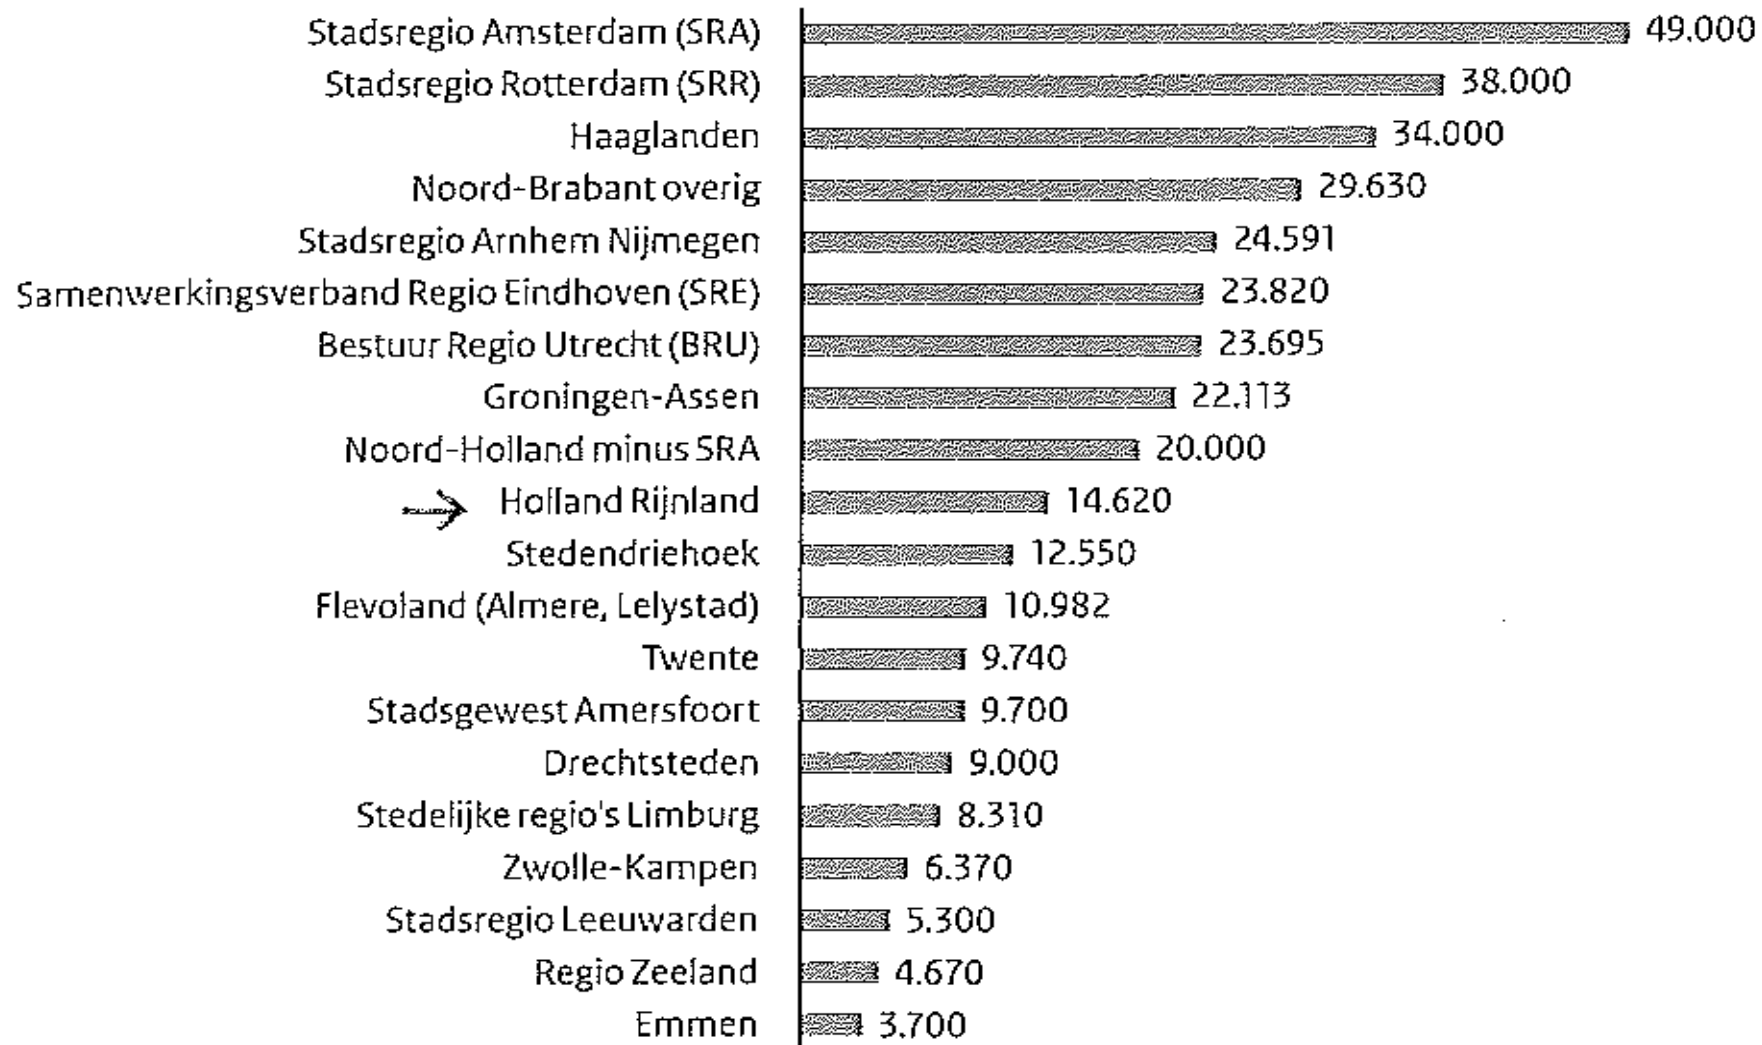 Stadsregio Amsterdam (SRA) 49.000
Stadsregio Rotterdam (SRR) 38.000
Haaglanden 34.000
Noord-Brabant overig 29.630
Stadsregio Arnhem Nijmegen 24.591
Samenwerkingsverband Regio Eindhoven (SRE) 23.820
Bestuur Regio Utrecht (BRU) 23.695
Groningen-Assen 22.113
Noord-Holland minus SRA 20.000
Holland Rijnland 14.620
Stedendriehoek 12.550
Flevoland (Almere, Lelystad) 10.982
Twente 9.740
Stadsgewest Amersfoort 9.700
Drechtsteden 9.000
Stedelijke regio's Limburg 8.310
Zwolle-Kampen 6.370
Stadsregio Leeuwarden 5.300
Regio Zeeland 4.670
Emmen 3.700